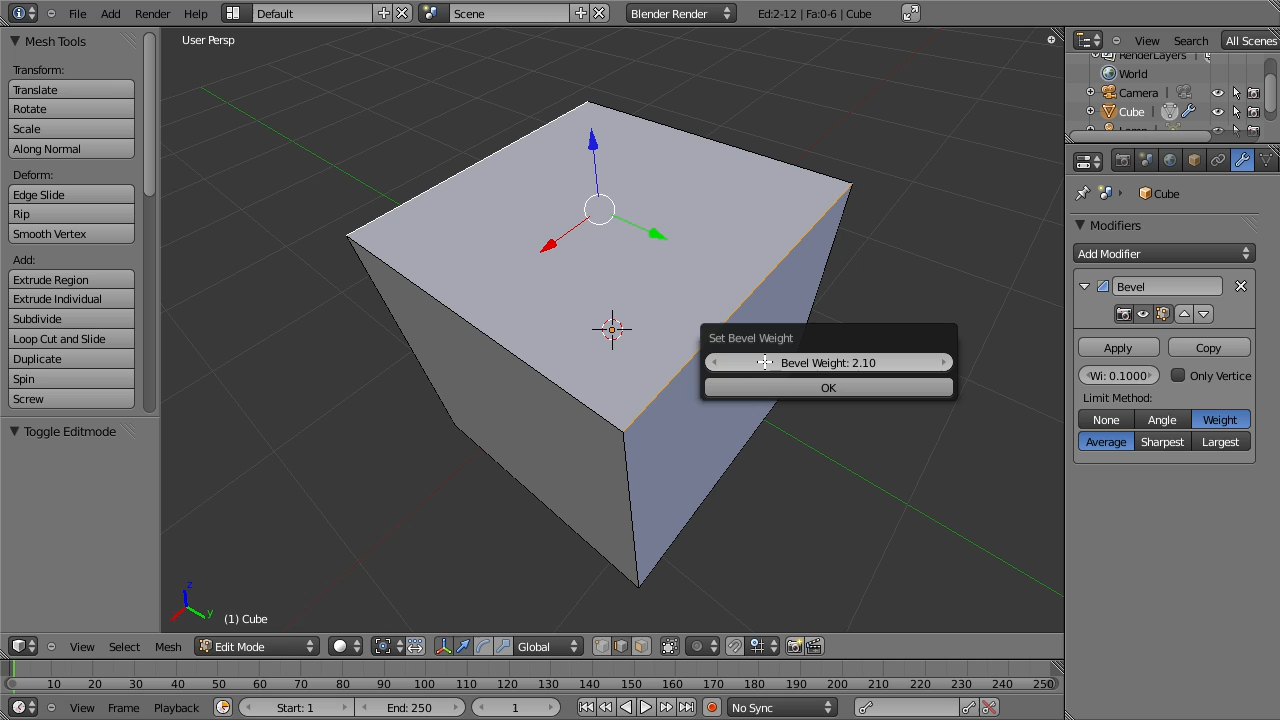 File Add Render Help Default Scene Blender Render Ed:2-12 | Fa:0-6 | Cube
Mesh Tools
Transform:
Translate
Rotate
Scale
Along Normal
Deform:
Edge Slide
Rip
Smooth Vertex
Add:
Extrude Region
Extrude Individual
Subdivide
Loop Cut and Slide
Duplicate
Spin
Screw
Toggle Editmode
User Persp
z
y
(1) Cube
Set Bevel Weight
Bevel Weight: 2.10
OK
View Search All Scenes
RenderLayers
World
Camera
Cube
Lamp
Cube
Modifiers
Add Modifier
Bevel
Apply Copy
Wi: 0.1000 Only Vertice
Limit Method:
None Angle Weight
Average Sharpest Largest
View Select Mesh Edit Mode Global
10 20 30 40 50 60 70 80 90 100 110 120 130 140 150 160 170 180 190 200 210 220 230 240 250
View Frame Playback Start: 1 End: 250 1 No Sync